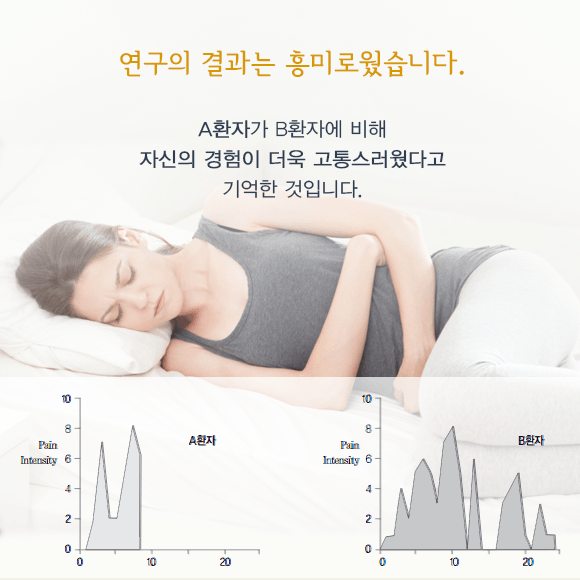 연구의 결과는 흥미로웠습니다.
A환자가 B환자에 비해
자신의 경험이 더욱 고통스러웠다고
기억한 것입니다.
10
8
6
4
2
0
Pain
Intensity
A환자
0
10
20
10
8
6
4
2
0
Pain
Intensity
B환자
0
10
20